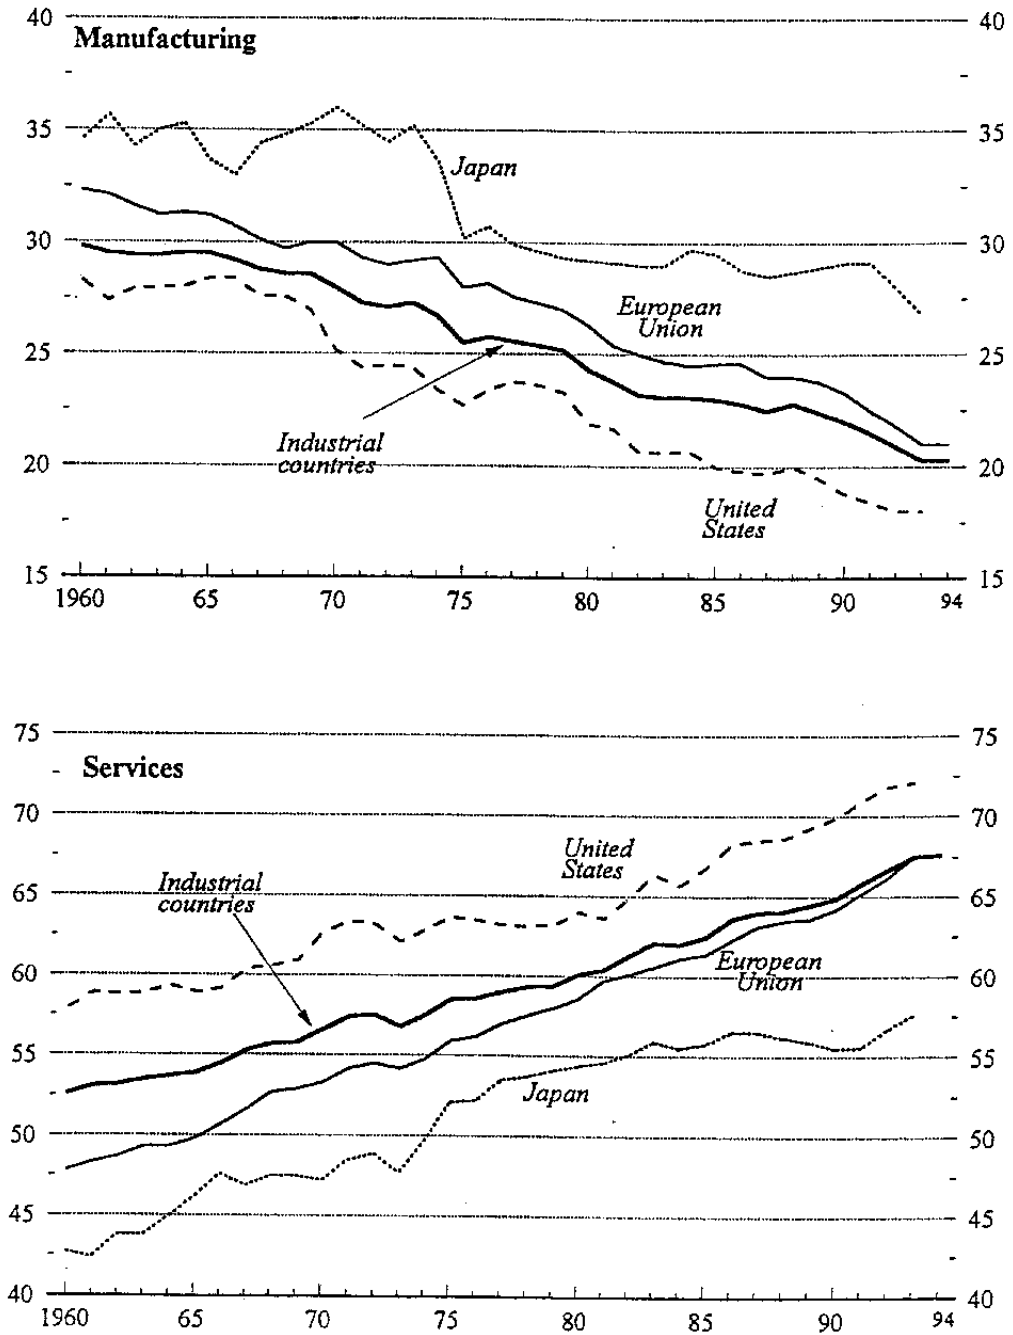 40 40
Manufacturing
35 35
Japan
30 30
European
Union
25 25
Industrial
countries
20 20
United
States
15 15
1960 65 70 75 80 85 90 94
75 75
Services
70 70
United
States
Industrial
countries
65 65
60 60
European
Union
55 55
Japan
50 50
45 45
40 40
1960 65 70 75 80 85 90 94